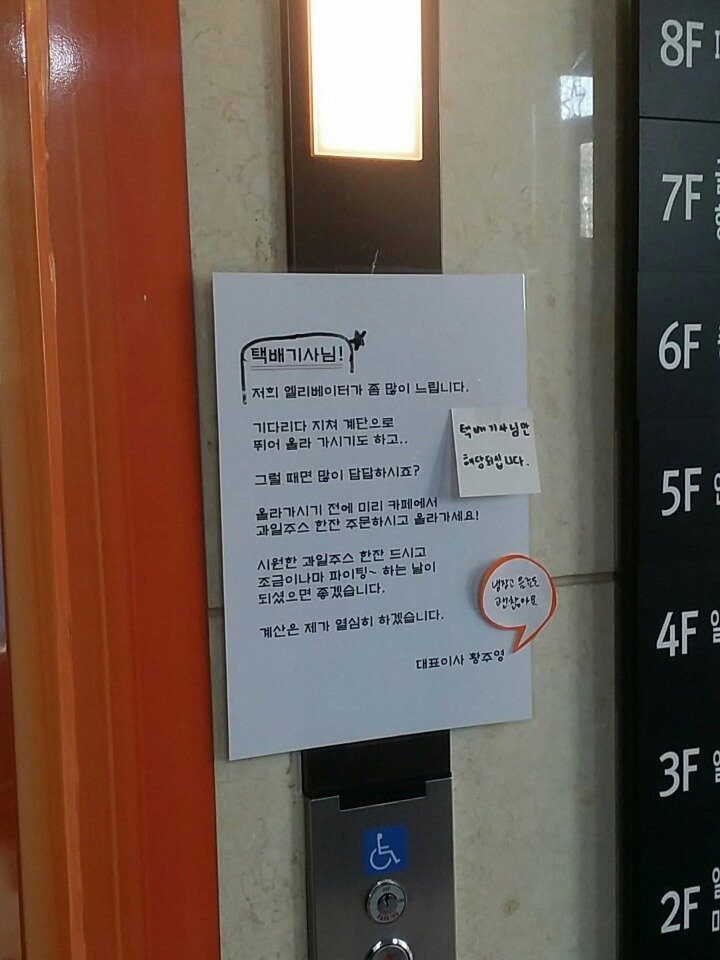 택배기사님!
저희 엘리베이터가 좀 많이 느립니다.
기다리다 지쳐 계단으로
뛰어 올라 가시기도 하고..
그럴 때면 많이 답답하시죠?
올라가시기 전에 미리 카페에서
과일주스 한잔 주문하시고 올라가세요!
시원한 과일주스 한잔 드시고
조금이나마 파이팅~ 하는 날이
되셨으면 좋겠습니다.
계산은 제가 열심히 하겠습니다.
대표이사 황주영
택배기사님만
해당되십니다.
냉장고 음료도
괜찮아요
8F
7F
6F
5F
4F
3F
2F